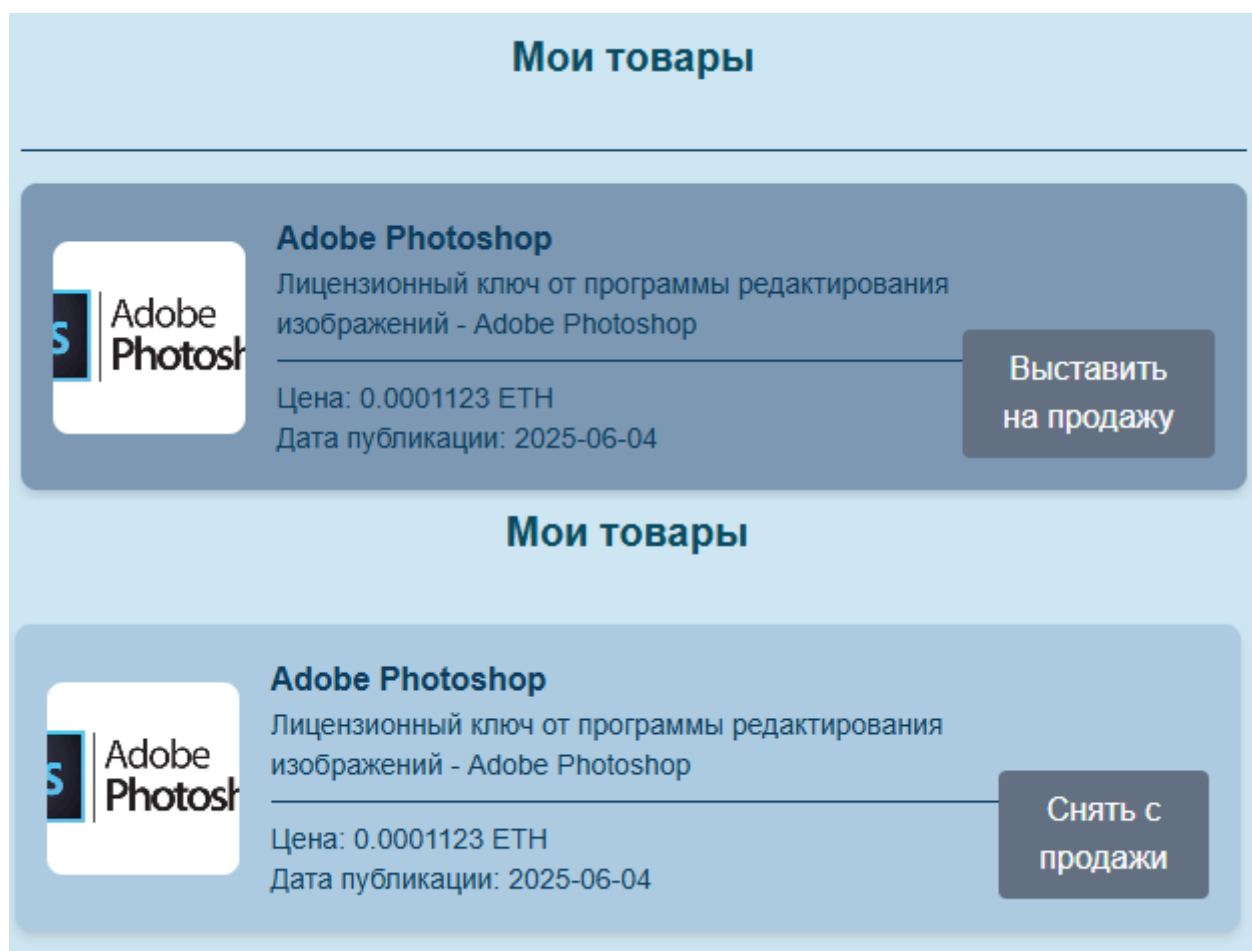 Мои товары
Adobe Photoshop
Лицензионный ключ от программы редактирования
изображений - Adobe Photoshop
S Adobe
Photosh
Цена: 0.0001123 ETH
Дата публикации: 2025-06-04
Выставить
на продажу
Мои товары
Adobe Photoshop
Лицензионный ключ от программы редактирования
изображений - Adobe Photoshop
S Adobe
Photosh
Цена: 0.0001123 ETH
Дата публикации: 2025-06-04
Снять с
продажи